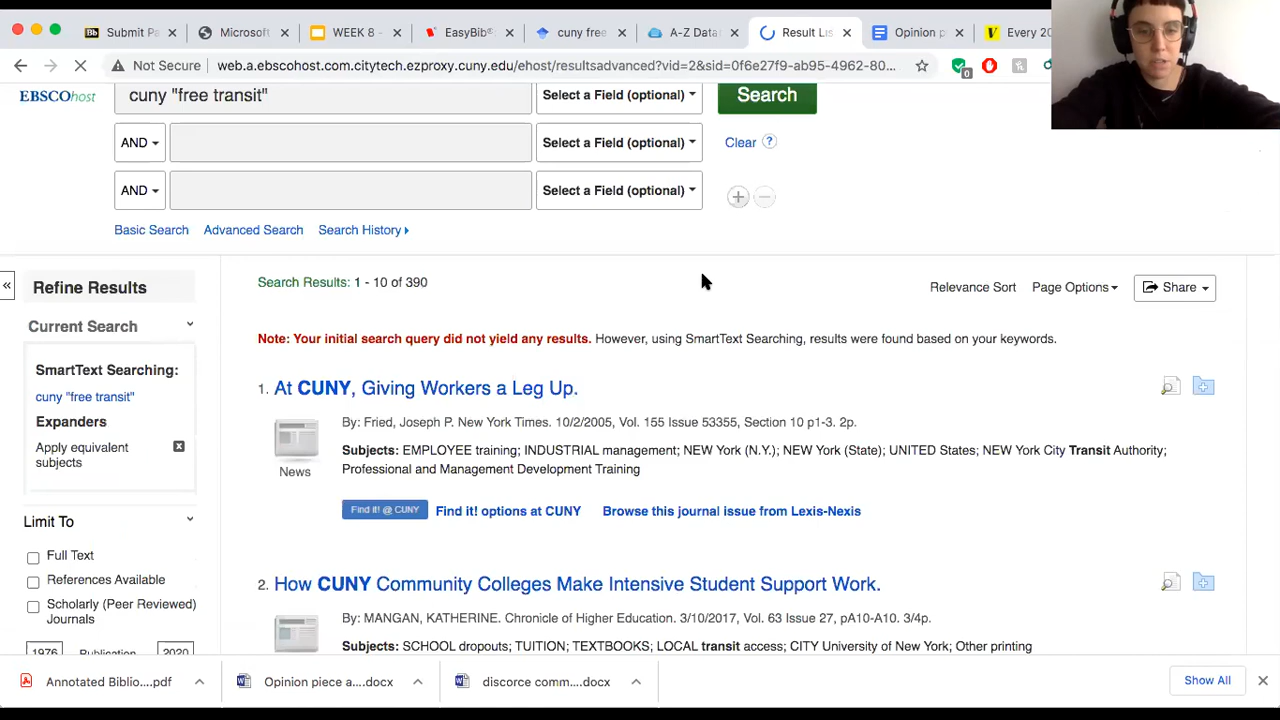 Bb Submit Pa
Microsoft
WEEK 8 -
EasyBib®
cuny free
A-Z Datal
Result Lis
Opinion p
Every 20
Not Secure web.a.ebscohost.com.citytech.ezproxy.cuny.edu/ehost/resultsadvanced?vid=2&sid=0f6e27f9-ab95-4962-80...
0
EBSCOhost cuny "free transit" Select a Field (optional) Search
AND Select a Field (optional) Clear ?
AND Select a Field (optional)
Basic Search Advanced Search Search History
«
Refine Results
Current Search
SmartText Searching:
cuny "free transit"
Expanders
Apply equivalent
subjects
Limit To
Full Text
References Available
Scholarly (Peer Reviewed)
Journals
1976 Publication 2020
Search Results: 1 - 10 of 390
Relevance Sort Page Options Share
Note: Your initial search query did not yield any results. However, using SmartText Searching, results were found based on your keywords.
1. At CUNY, Giving Workers a Leg Up.
By: Fried, Joseph P. New York Times. 10/2/2005, Vol. 155 Issue 53355, Section 10 p1-3. 2p.
News
Subjects: EMPLOYEE training; INDUSTRIAL management; NEW York (N.Y.); NEW York (State); UNITED States; NEW York City Transit Authority;
Professional and Management Development Training
Find it! @ CUNY Find it! options at CUNY Browse this journal issue from Lexis-Nexis
2. How CUNY Community Colleges Make Intensive Student Support Work.
By: MANGAN, KATHERINE. Chronicle of Higher Education. 3/10/2017, Vol. 63 Issue 27, pA10-A10. 3/4p.
Subjects: SCHOOL dropouts; TUITION; TEXTBOOKS; LOCAL transit access; CITY University of New York; Other printing
Annotated Biblio....pdf
Opinion piece a....docx
discorce comm....docx
Show All